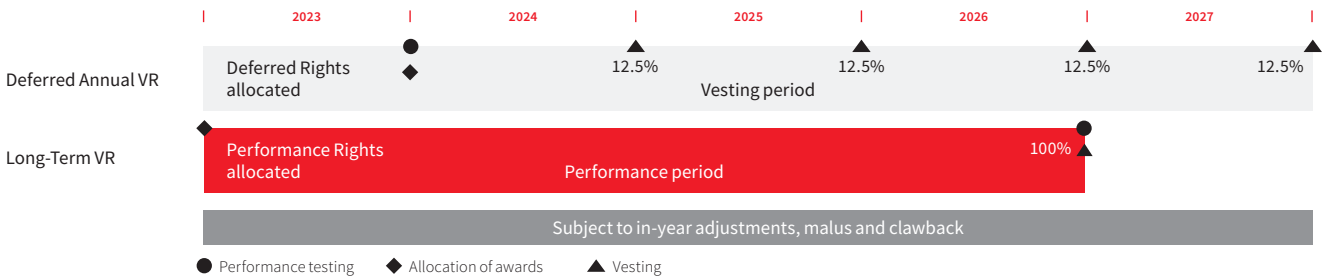 2023 2024 2025 2026 2027
Deferred Annual VR
Deferred Rights
allocated
12.5% 12.5% 12.5% 12.5%
Vesting period
Long-Term VR
Performance Rights
allocated
100%
Performance period
Subject to in-year adjustments, malus and clawback
Performance testing Allocation of awards Vesting